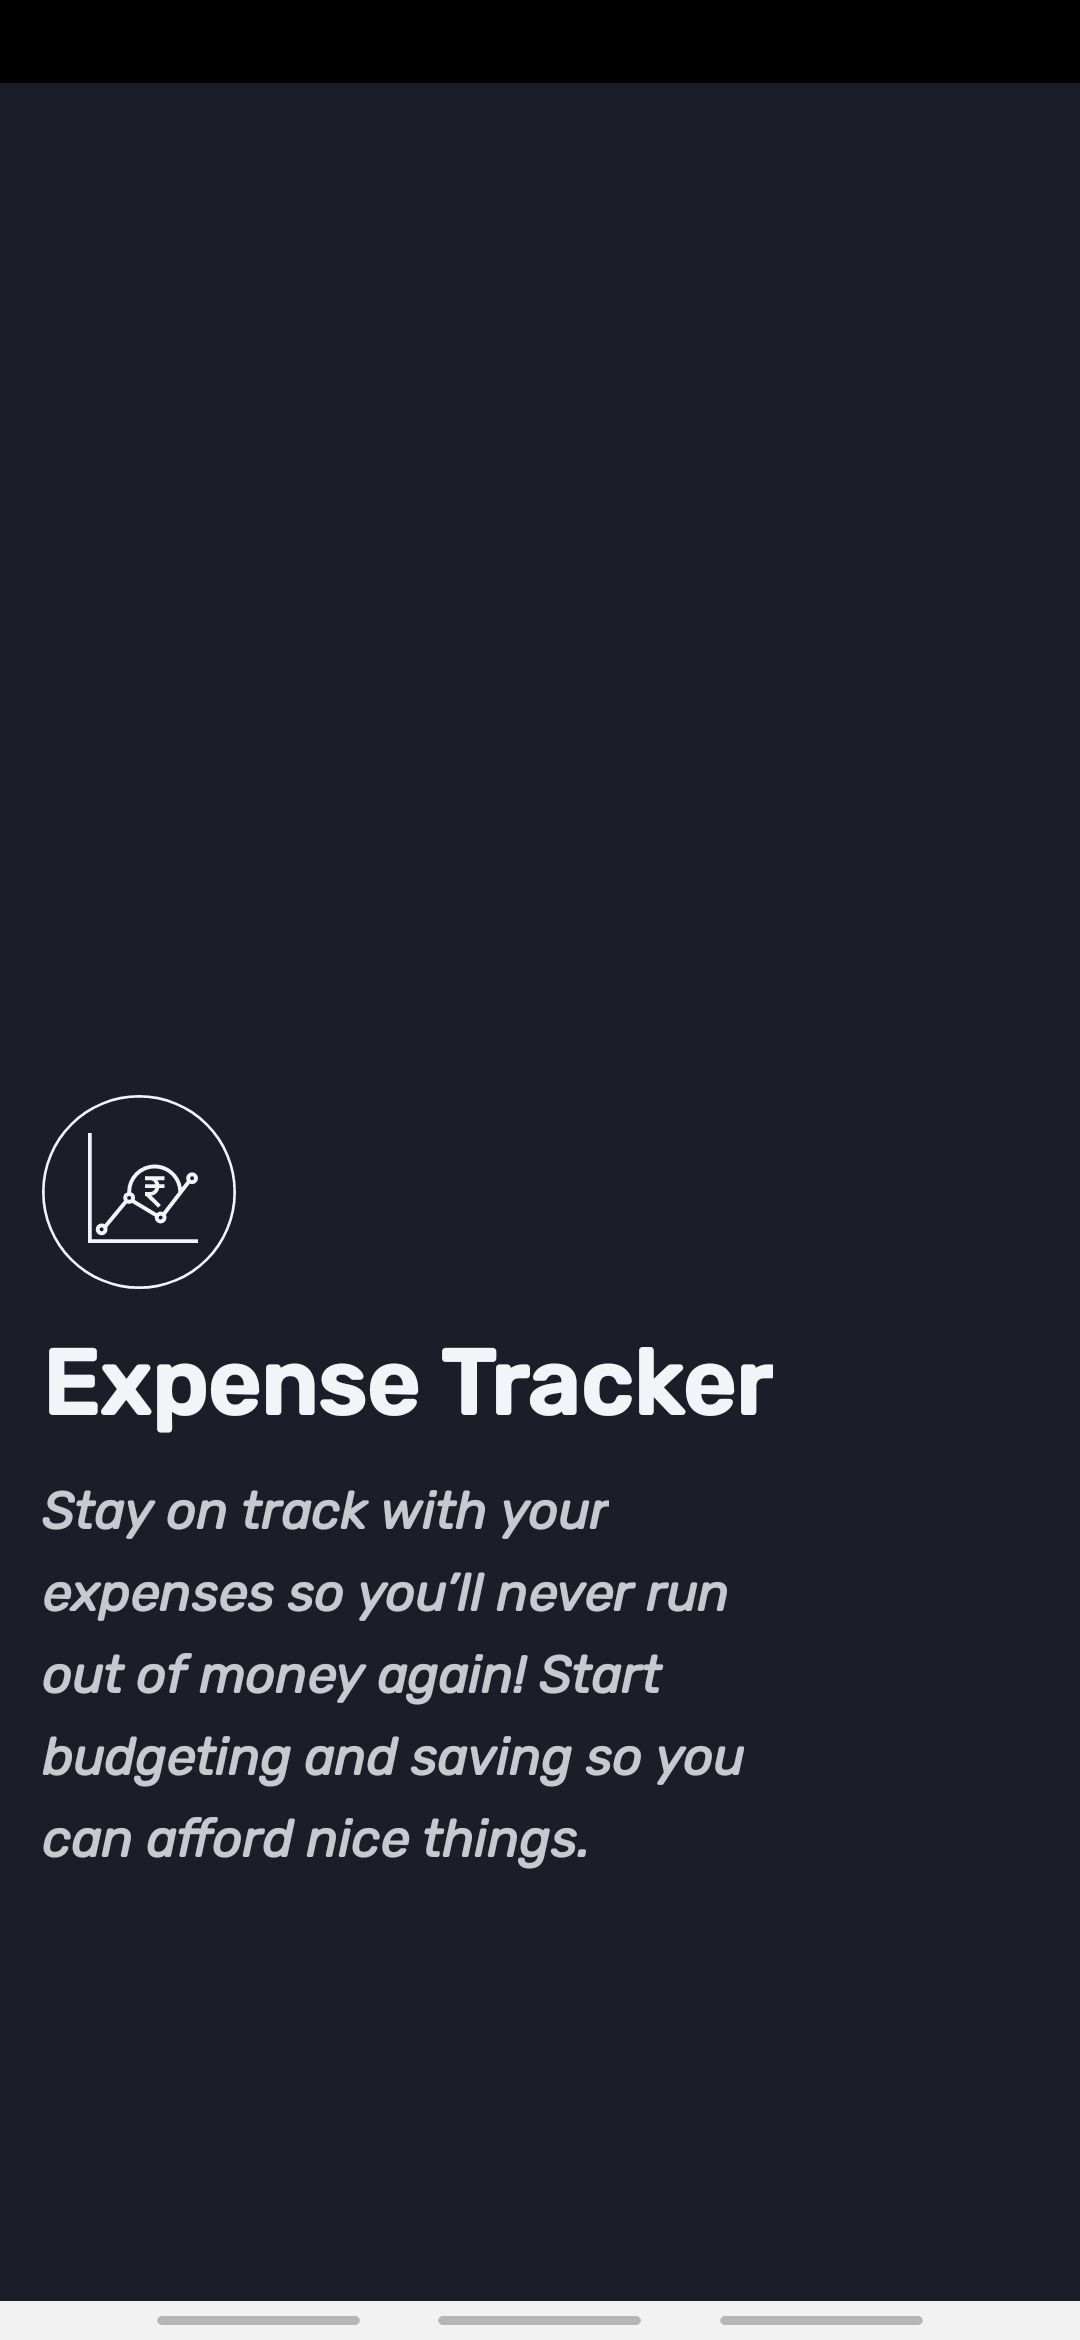 ₹
Expense Tracker
Stay on track with your
expenses so you’ll never run
out of money again! Start
budgeting and saving so you
can afford nice things.